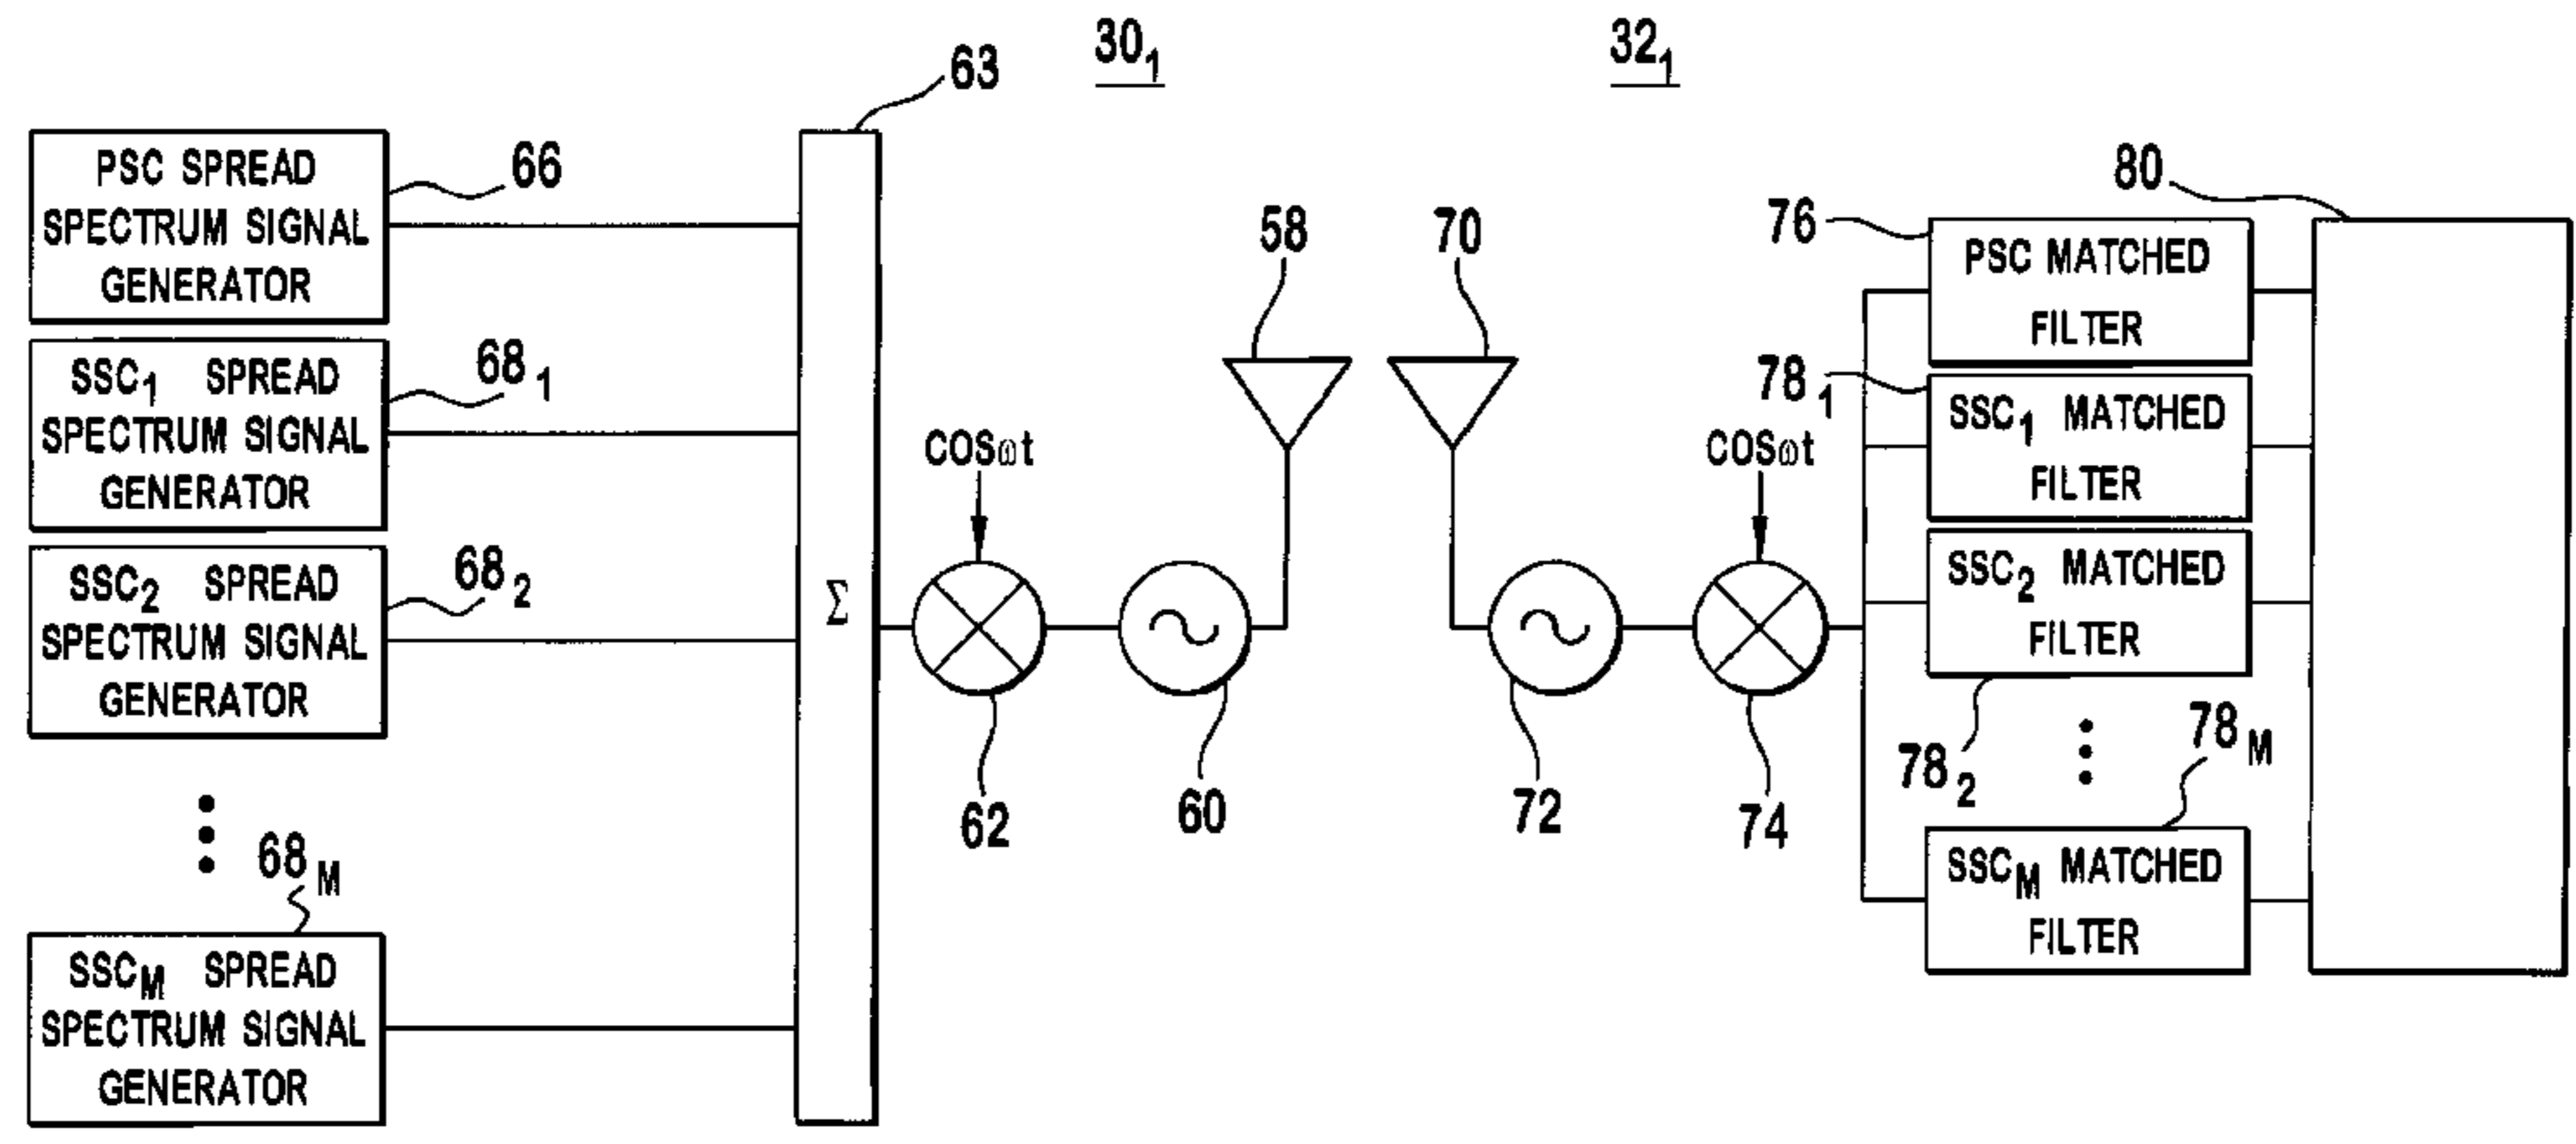 30₁
32₁
63
PSC SPREAD
SPECTRUM SIGNAL
GENERATOR
66
SSC₁ SPREAD
SPECTRUM SIGNAL
GENERATOR
68₁
SSC₂ SPREAD
SPECTRUM SIGNAL
GENERATOR
68₂
68M
SSCM SPREAD
SPECTRUM SIGNAL
GENERATOR
Σ
COSωt
62
60
58
70
72
COSωt
74
76
PSC MATCHED
FILTER
78₁
SSC₁ MATCHED
FILTER
SSC₂ MATCHED
FILTER
78₂
78M
SSCM MATCHED
FILTER
80